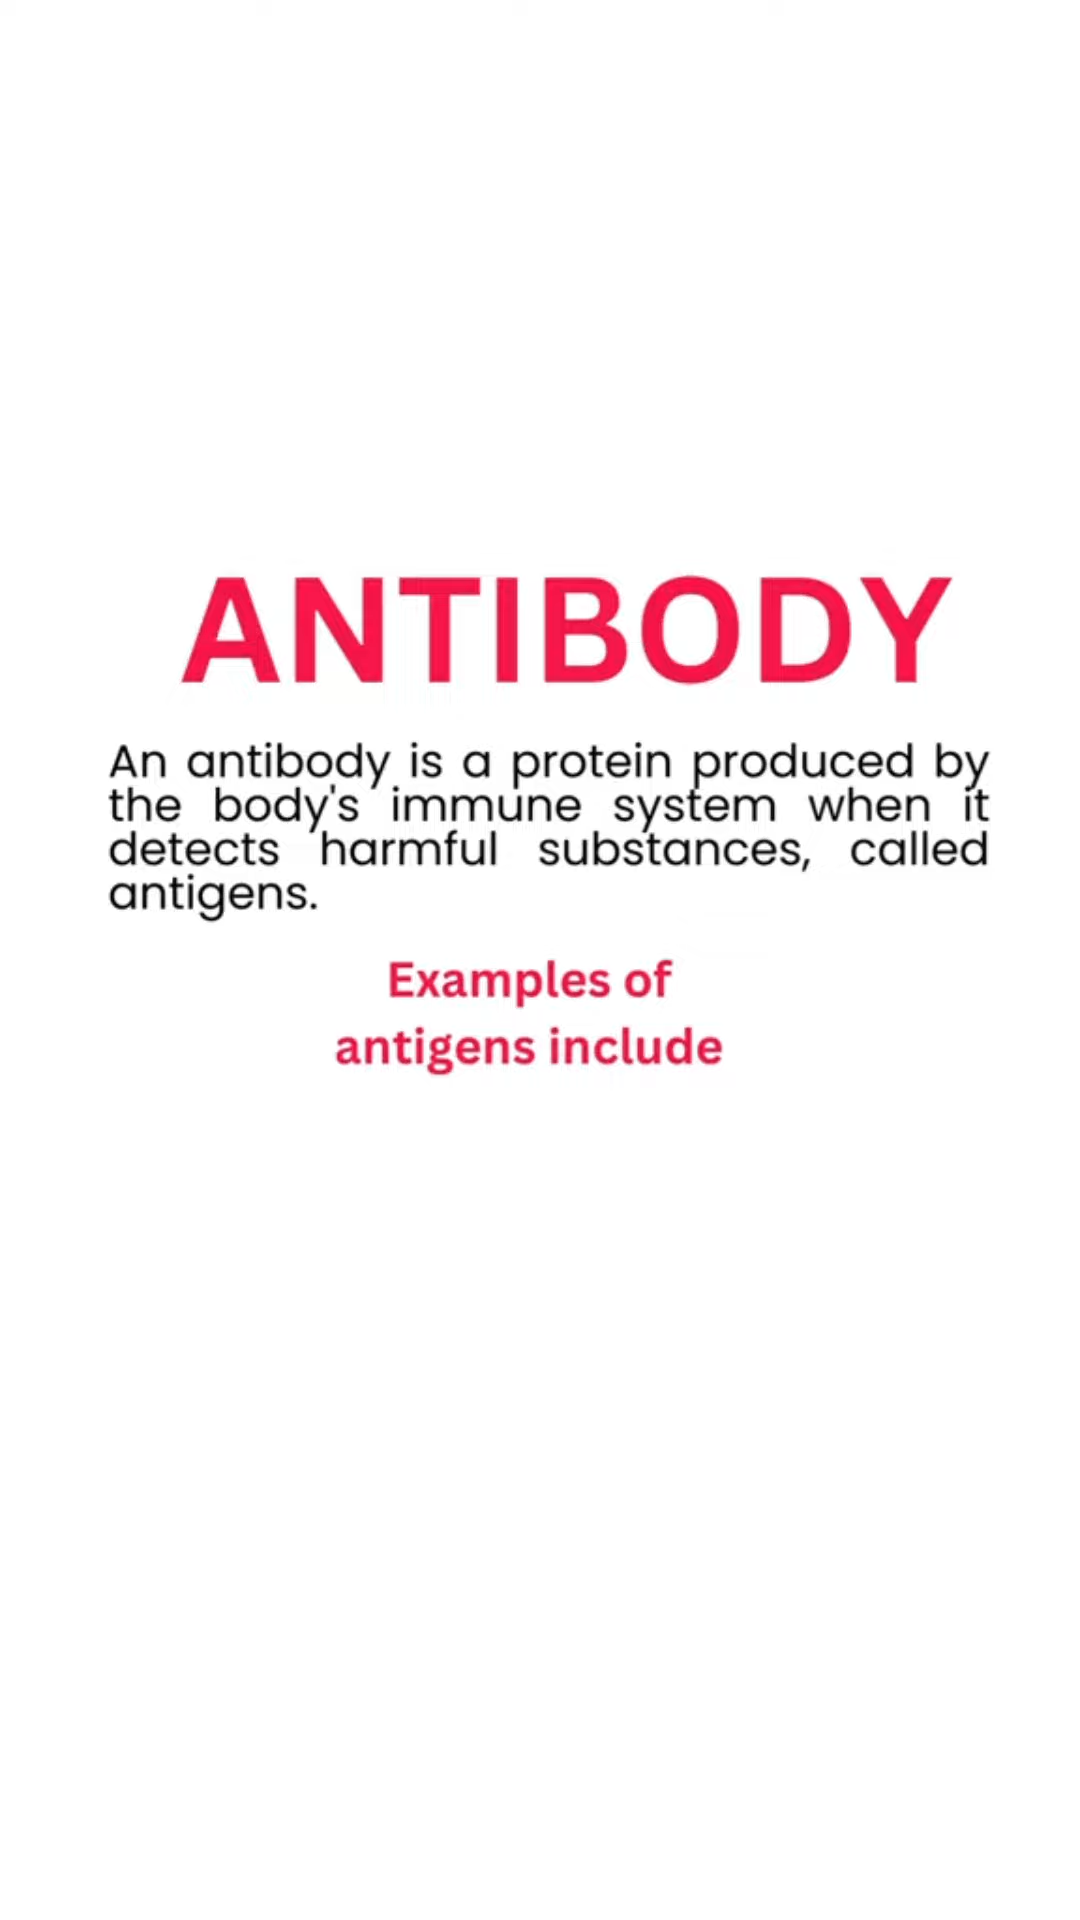 ANTIBODY
An antibody is a protein produced by
the body's immune system when it
detects harmful substances, called
antigens.
Examples of
antigens include